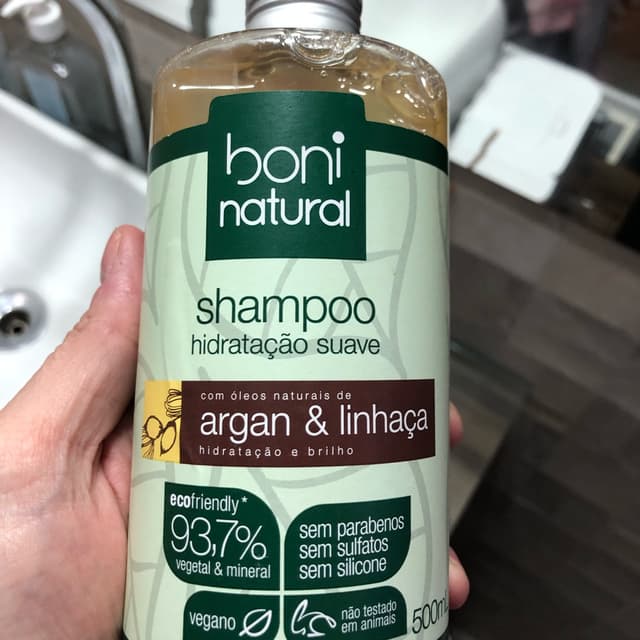 boni
natural
shampoo
hidratação suave
com óleos naturais de
argan & linhaça
hidratação e brilho
ecofriendly*
93,7%
vegetal & mineral
sem parabenos
sem sulfatos
sem silicone
vegano
não testado
em animais
500mL